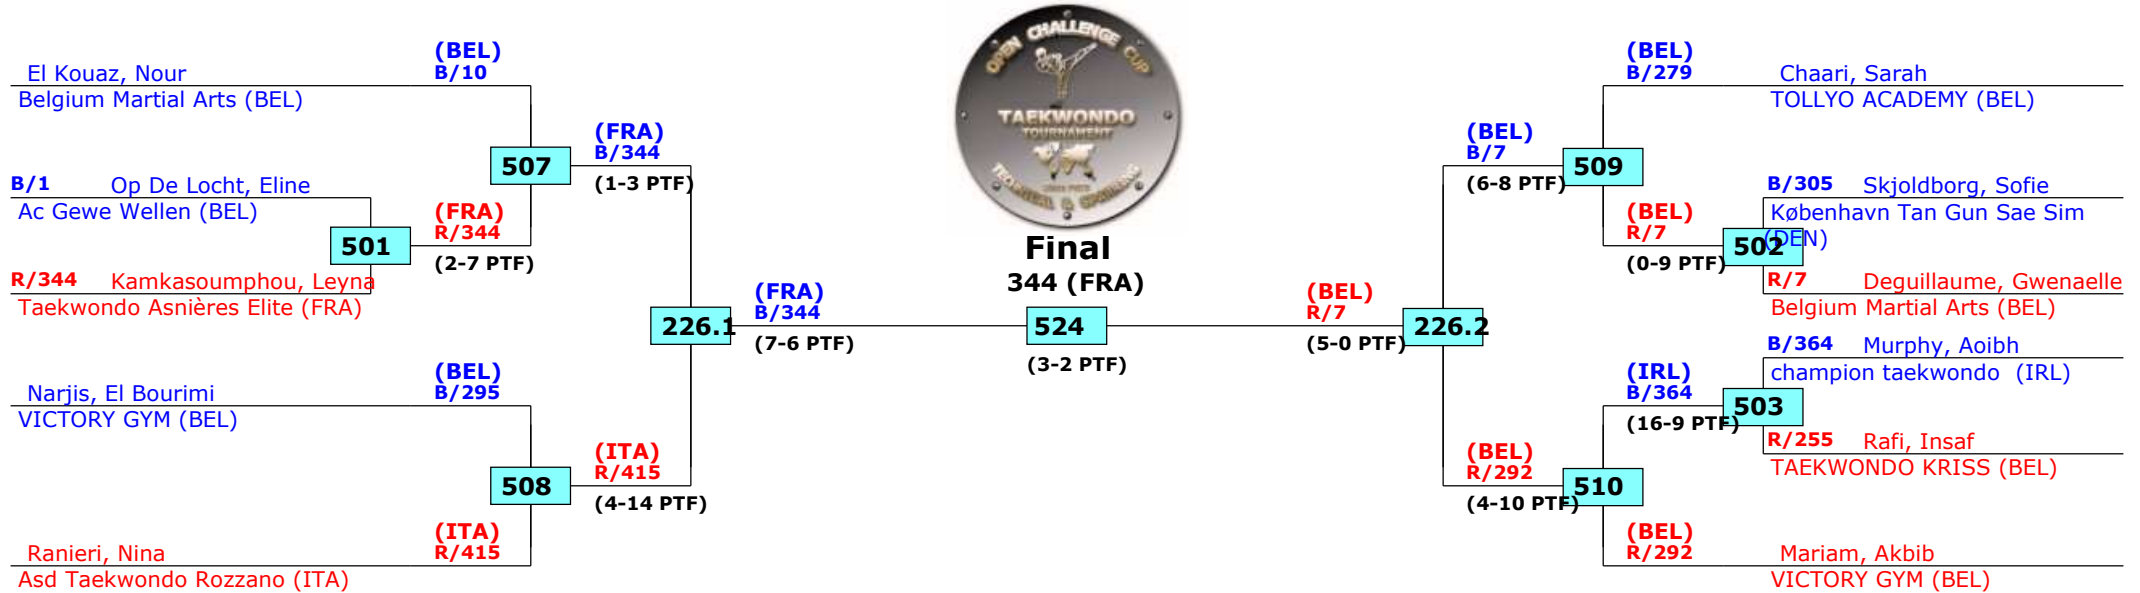 El Kouaz, Nour
Belgium Martial Arts (BEL)
(BEL)
B/10
B/1 Op De Locht, Eline
Ac Gewe Wellen (BEL)
501
R/344 Kamkasoumphou, Leyna
Taekwondo Asnières Elite (FRA)
(FRA)
R/344
(2-7 PTF)
507
(FRA)
B/344
(1-3 PTF)
Narjis, El Bourimi
VICTORY GYM (BEL)
(BEL)
B/295
508
Ranieri, Nina
Asd Taekwondo Rozzano (ITA)
(ITA)
R/415
(ITA)
R/415
(4-14 PTF)
226.1
(FRA)
B/344
(7-6 PTF)
OPEN CHALLENGE CUP
TAEKWONDO
TOURNAMENT
TECHNICAL & SPARRING
Final
344 (FRA)
524
(3-2 PTF)
(BEL)
R/7
(5-0 PTF)
226.2
(BEL)
B/7
(6-8 PTF)
509
(BEL)
B/279
Chaari, Sarah
TOLLYO ACADEMY (BEL)
(BEL)
R/7
(0-9 PTF)
502
B/305 Skjoldborg, Sofie
København Tan Gun Sae Sim
(DEN)
R/7 Deguillaume, Gwenaelle
Belgium Martial Arts (BEL)
B/364 Murphy, Aoibh
champion taekwondo (IRL)
(IRL)
B/364
(16-9 PTF)
503
R/255 Rafi, Insaf
TAEKWONDO KRISS (BEL)
(BEL)
R/292
(4-10 PTF)
510
(BEL)
R/292
Mariam, Akbib
VICTORY GYM (BEL)